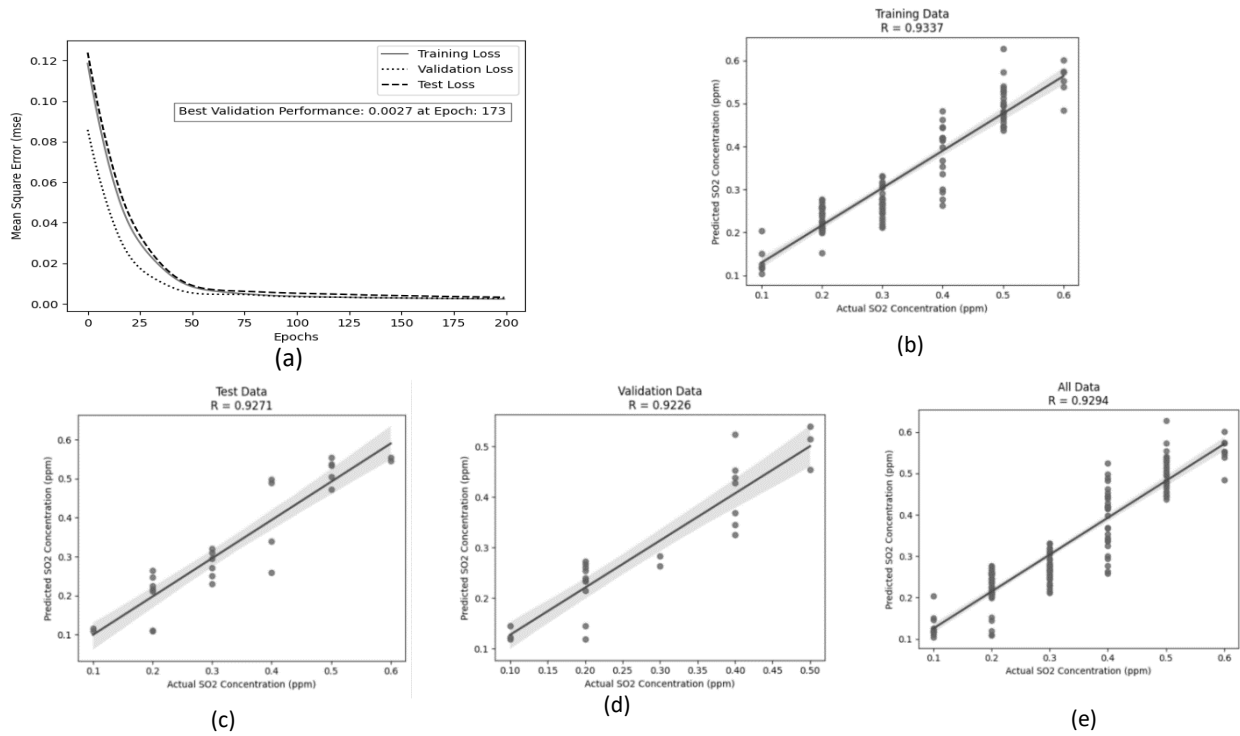 0.12
0.10
0.08
0.06
0.04
0.02
0.00
Mean Square Error (mse)
Training Loss
Validation Loss
Test Loss
Best Validation Performance: 0.0027 at Epoch: 173
0 25 50 75 100 125 150 175 200
Epochs
(a)
Training Data
R = 0.9337
0.6
0.5
0.4
0.3
0.2
0.1
Predicted SO2 Concentration (ppm)
0.1 0.2 0.3 0.4 0.5 0.6
Actual SO2 Concentration (ppm)
(b)
Test Data
R = 0.9271
0.6
0.5
0.4
0.3
0.2
0.1
Predicted SO2 Concentration (ppm)
0.1 0.2 0.3 0.4 0.5 0.6
Actual SO2 Concentration (ppm)
(c)
Validation Data
R = 0.9226
0.5
0.4
0.3
0.2
0.1
Predicted SO2 Concentration (ppm)
0.10 0.15 0.20 0.25 0.30 0.35 0.40 0.45 0.50
Actual SO2 Concentration (ppm)
(d)
All Data
R = 0.9294
0.6
0.5
0.4
0.3
0.2
0.1
Predicted SO2 Concentration (ppm)
0.1 0.2 0.3 0.4 0.5 0.6
Actual SO2 Concentration (ppm)
(e)